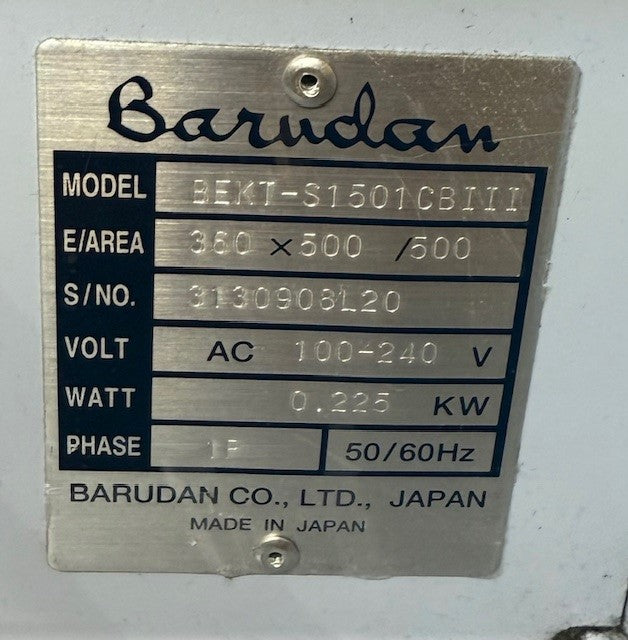 Barudan
MODEL BEKT-S1501CBIII
E/AREA 360 × 500 /500
S/NO. 3130908L20
VOLT AC 100-240 V
WATT 0.225 KW
PHASE 1P 50/60Hz
BARUDAN CO., LTD., JAPAN
MADE IN JAPAN